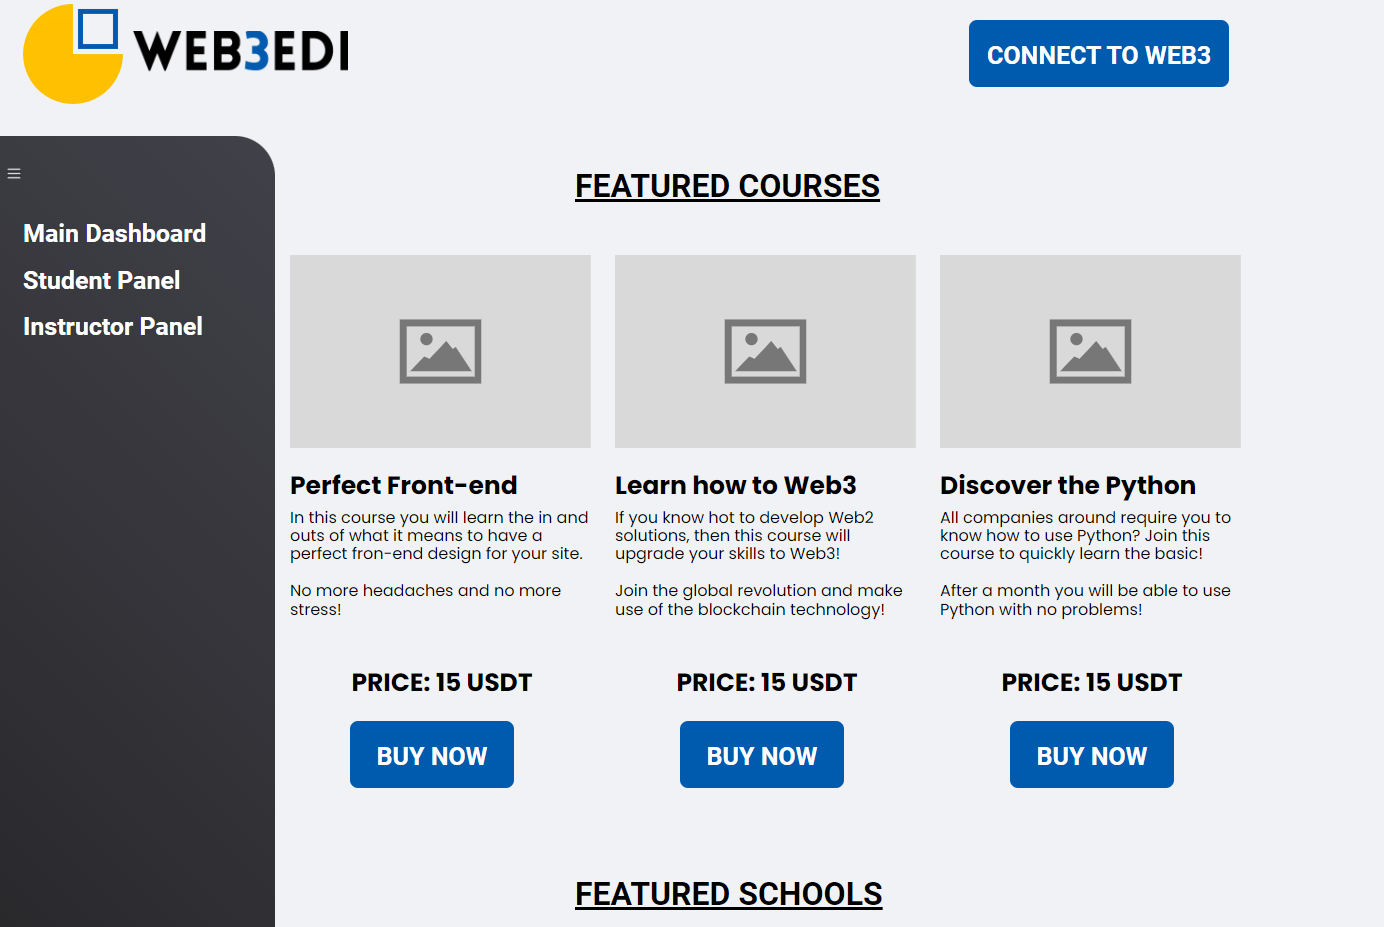 WEB3EDI
CONNECT TO WEB3
Main Dashboard
Student Panel
Instructor Panel
FEATURED COURSES
Perfect Front-end
In this course you will learn the in and
outs of what it means to have a
perfect fron-end design for your site.
No more headaches and no more
stress!
PRICE: 15 USDT
BUY NOW
Learn how to Web3
If you know hot to develop Web2
solutions, then this course will
upgrade your skills to Web3!
Join the global revolution and make
use of the blockchain technology!
PRICE: 15 USDT
BUY NOW
Discover the Python
All companies around require you to
know how to use Python? Join this
course to quickly learn the basic!
After a month you will be able to use
Python with no problems!
PRICE: 15 USDT
BUY NOW
FEATURED SCHOOLS